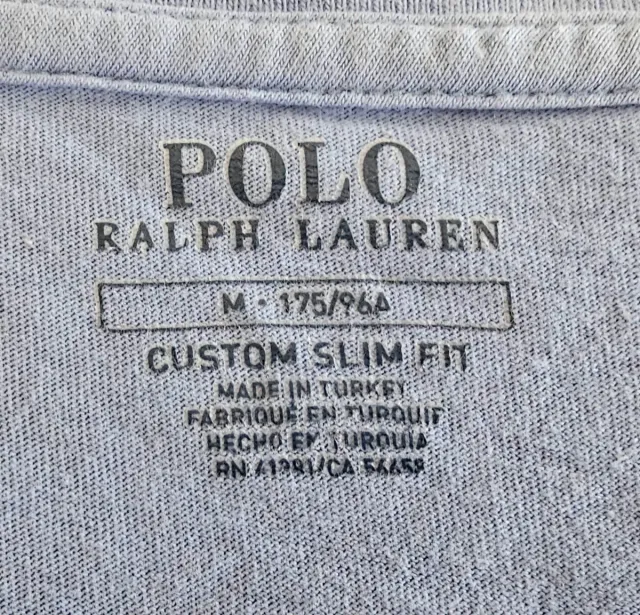 POLO
RALPH LAUREN
M • 175/96A
CUSTOM SLIM FIT
MADE IN TURKEY
FABRIQUÉ EN TURQUIE
HECHO EN TURQUIA
RN 41381/CA 56658